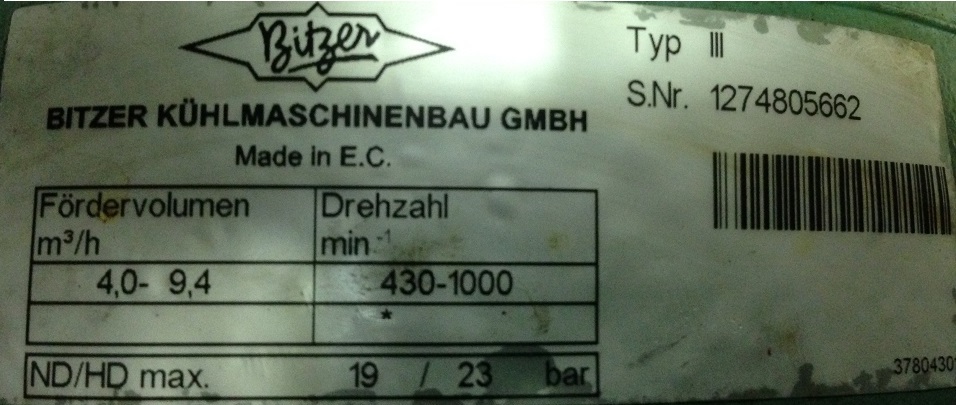 Bitzer
Typ III
S.Nr. 1274805662
BITZER KÜHLMASCHINENBAU GMBH
Made in E.C.
Fördervolumen
m³/h
Drehzahl
min.⁻¹
4,0- 9,4
430-1000
*
ND/HD max. 19 / 23 bar
3780430